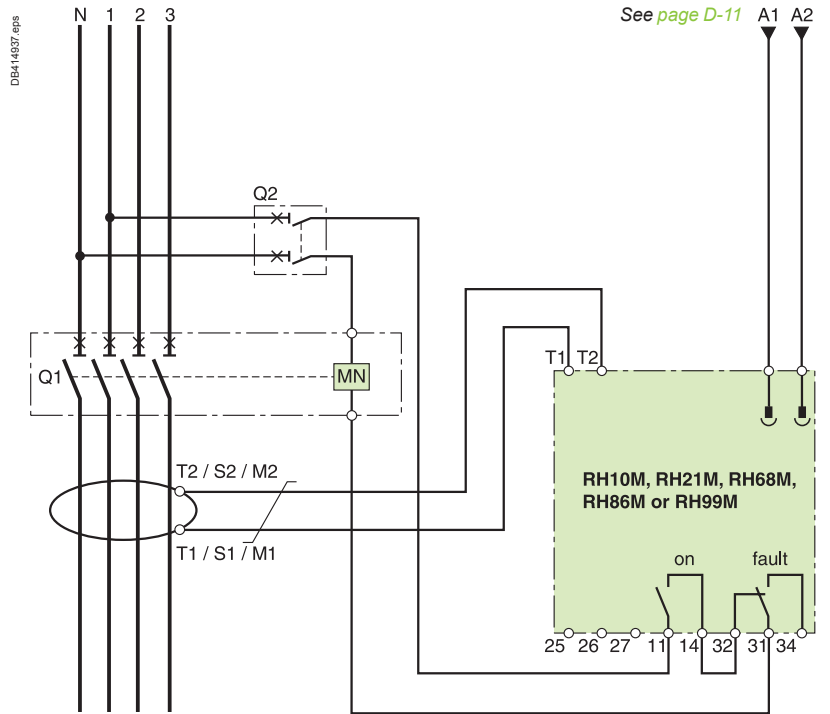 DB414937.eps
N 1 2 3
See page D-11 A1 A2
Q2
T1 T2
Q1
MN
T2 / S2 / M2
RH10M, RH21M, RH68M,
RH86M or RH99M
T1 / S1 / M1
on fault
25 26 27 11 14 32 31 34